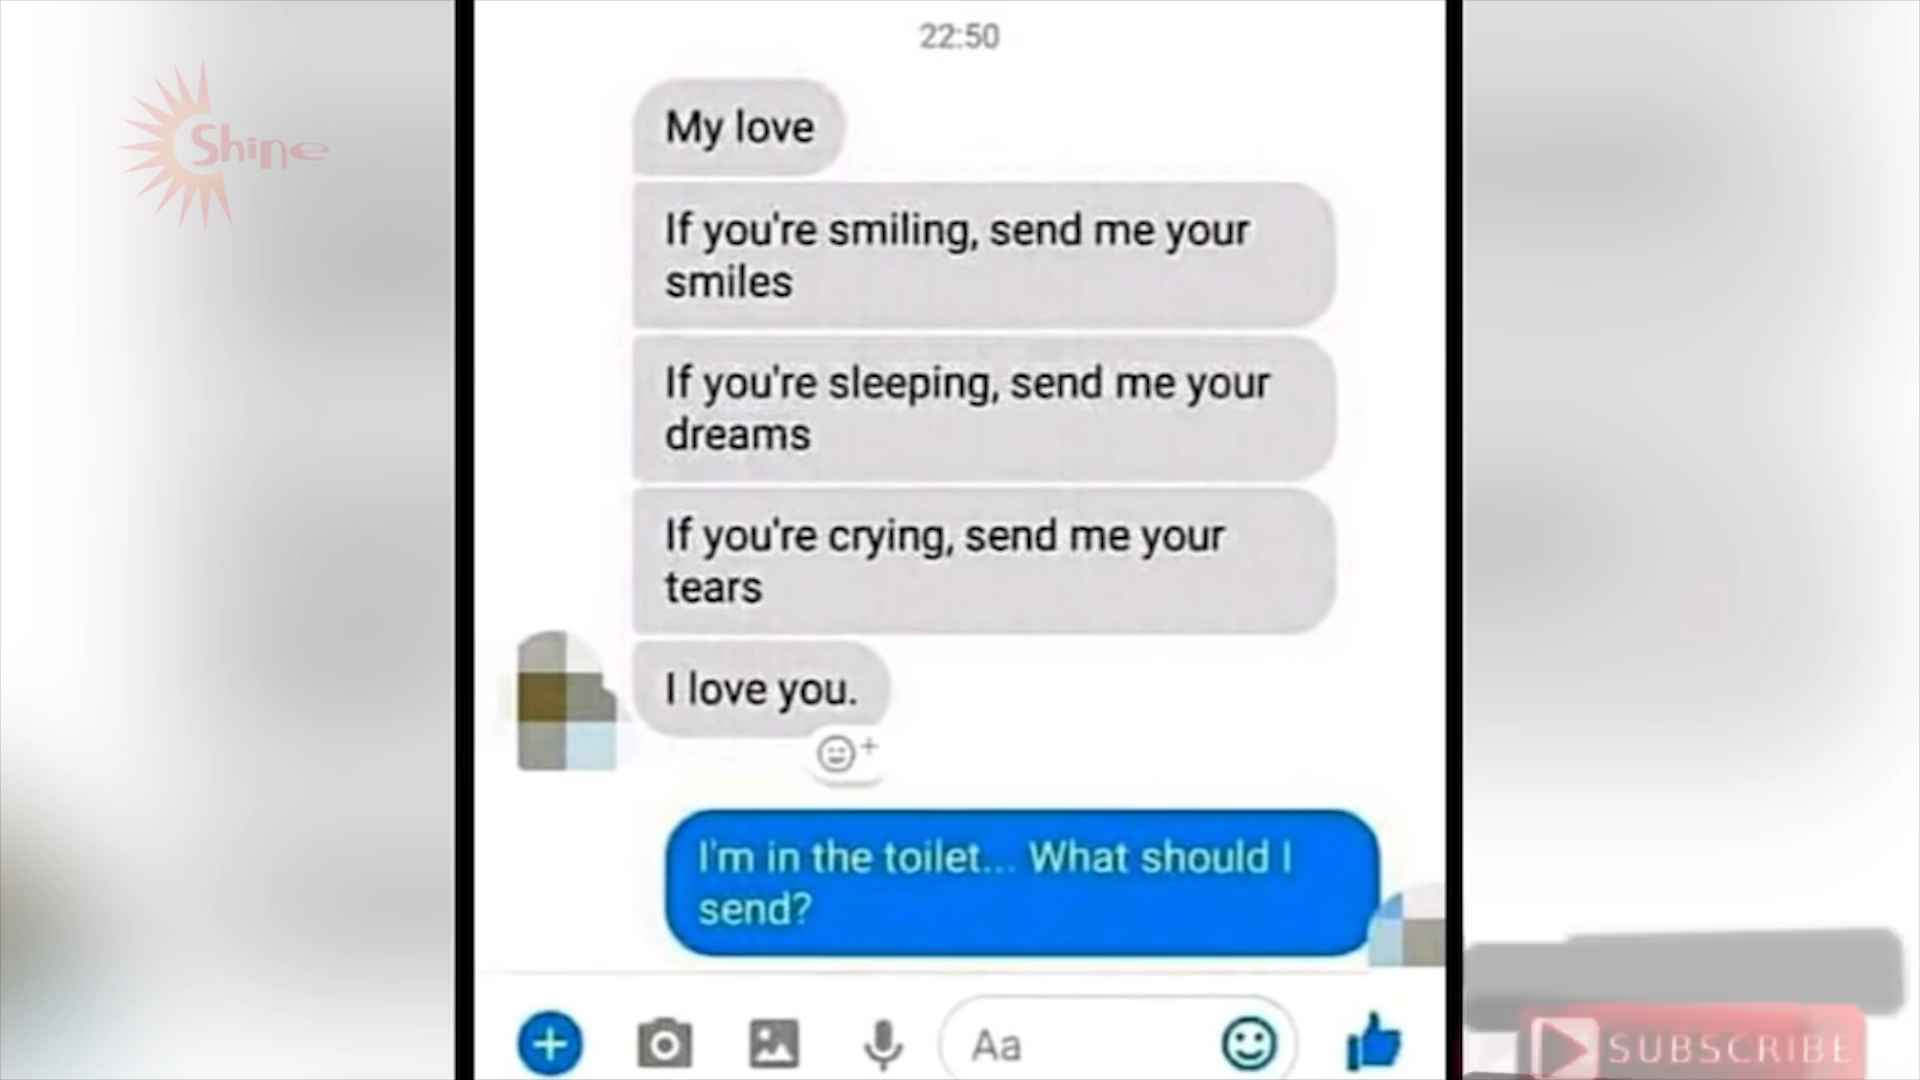 Shine
22:50
My love
If you're smiling, send me your
smiles
If you're sleeping, send me your
dreams
If you're crying, send me your
tears
I love you.
I'm in the toilet... What should I
send?
Aa
SUBSCRIBE